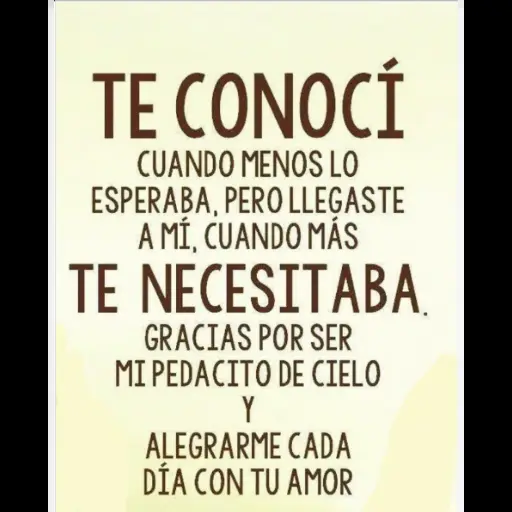 TE CONOCÍ
CUANDO MENOS LO
ESPERABA, PERO LLEGASTE
A MÍ, CUANDO MÁS
TE NECESITABA.
GRACIAS POR SER
MI PEDACITO DE CIELO
Y
ALEGRARME CADA
DÍA CON TU AMOR